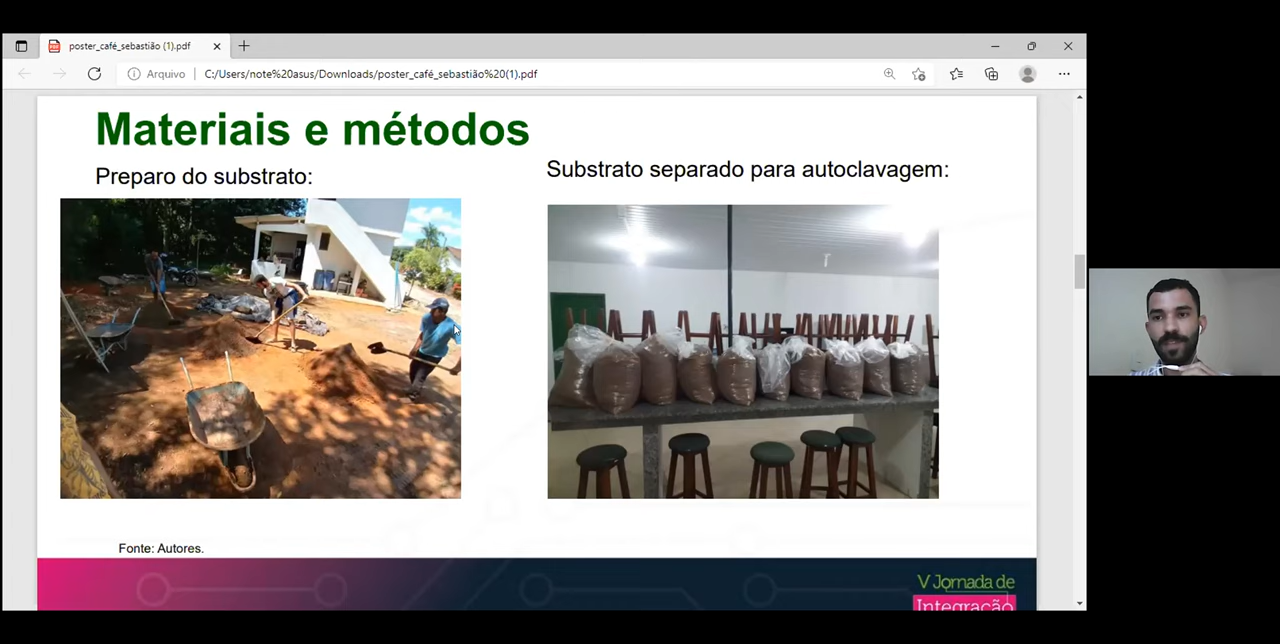 poster_café_sebastião (1).pdf
Arquivo
C:/Users/note%20asus/Downloads/poster_café_sebastião%20(1).pdf
Materiais e métodos
Preparo do substrato:
Substrato separado para autoclavagem:
Fonte: Autores.
V Jornada de
Integração